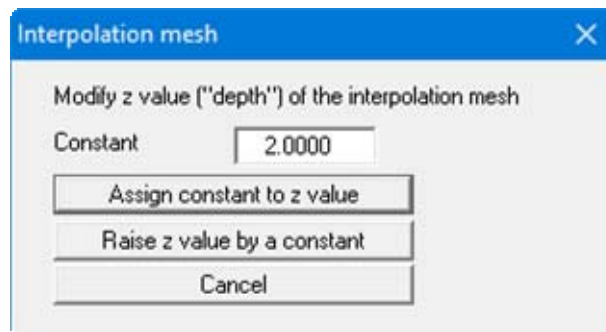 Interpolation mesh
Modify z value ("depth") of the interpolation mesh
Constant 2.0000
Assign constant to z value
Raise z value by a constant
Cancel